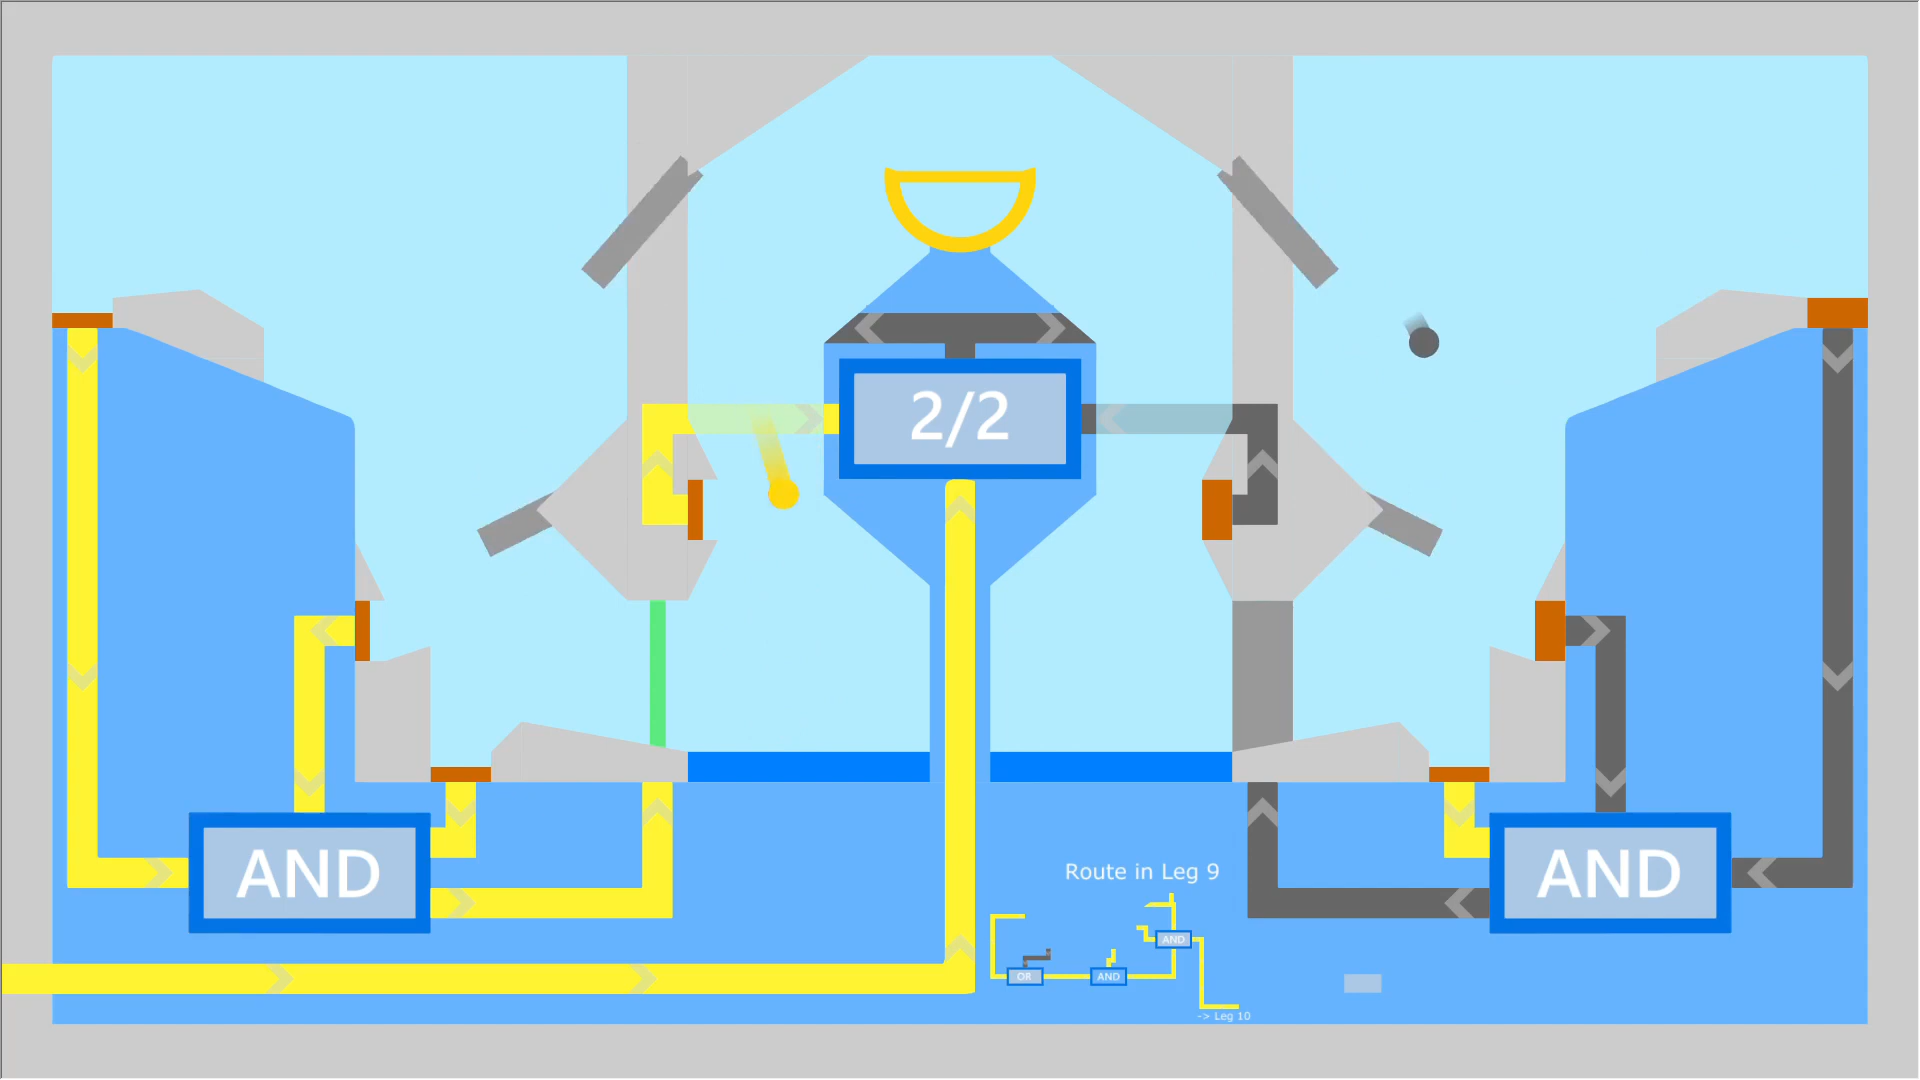 2/2
AND
AND
Route in Leg 9
AND
OR
AND
-> Leg 10